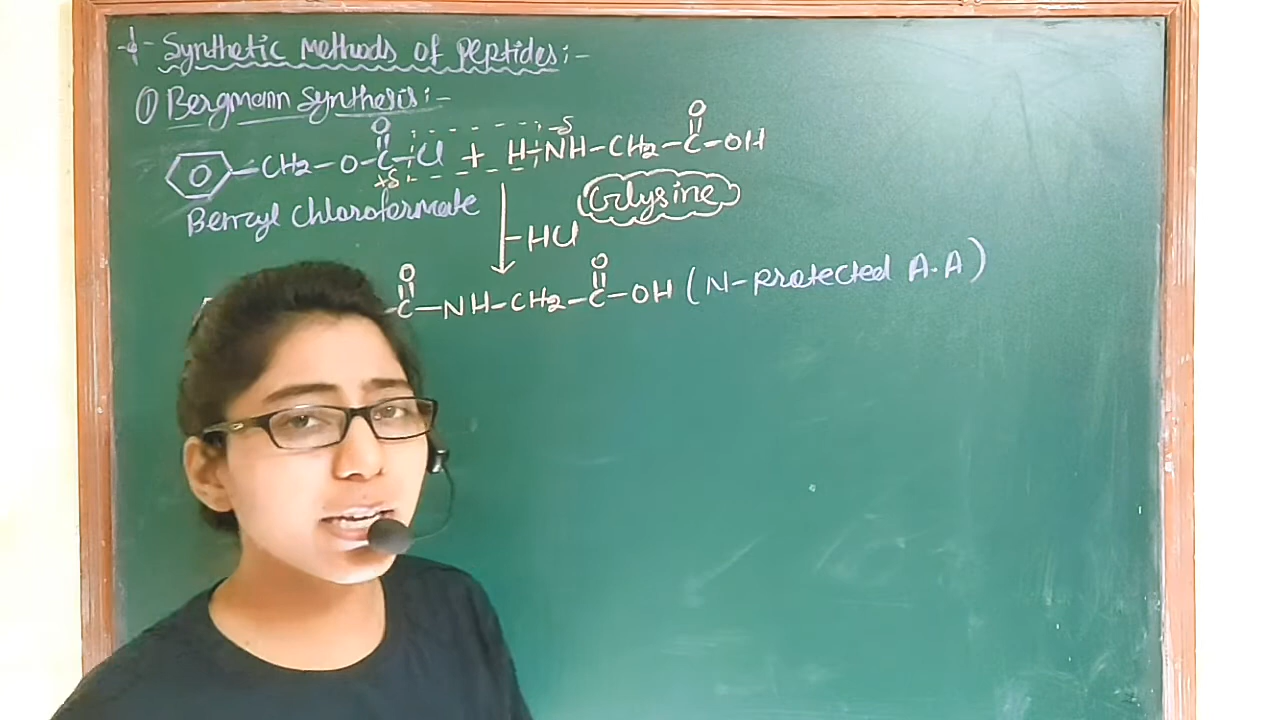 Synthetic Methods of Peptides:-
① Bergmann Synthesis:-
O O
CH2-O-C-Cl + H-NH-CH2-C-OH
+δ -δ
Benzyl Chloroformate Glysine
-HCl
O O
-C-NH-CH2-C-OH (N-Protected A.A)